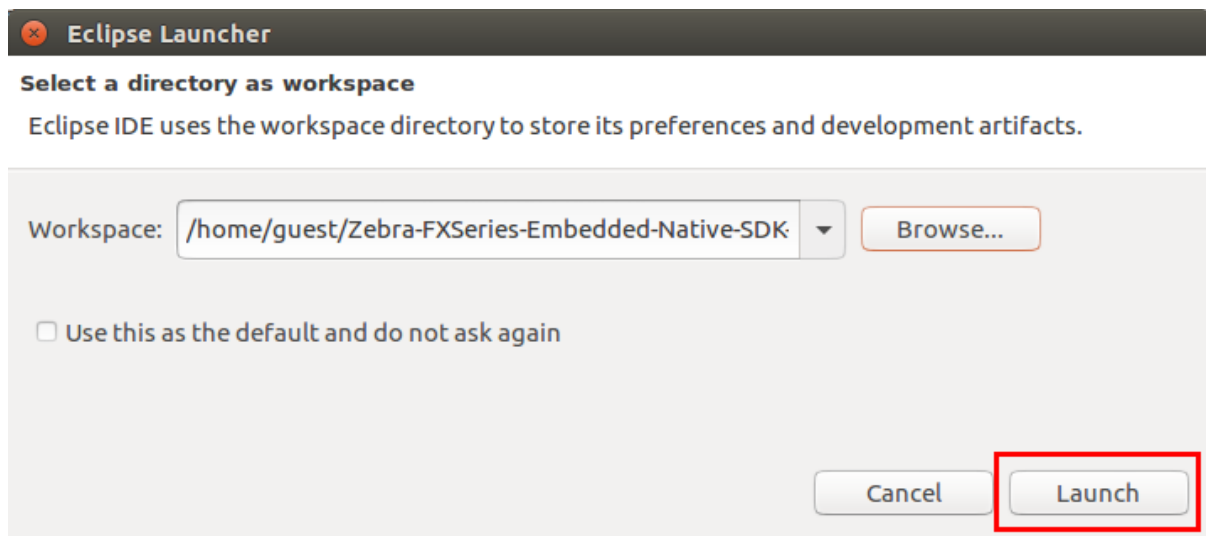 Eclipse Launcher
Select a directory as workspace
Eclipse IDE uses the workspace directory to store its preferences and development artifacts.
Workspace: /home/guest/Zebra-FXSeries-Embedded-Native-SDK- Browse...
Use this as the default and do not ask again
Cancel Launch